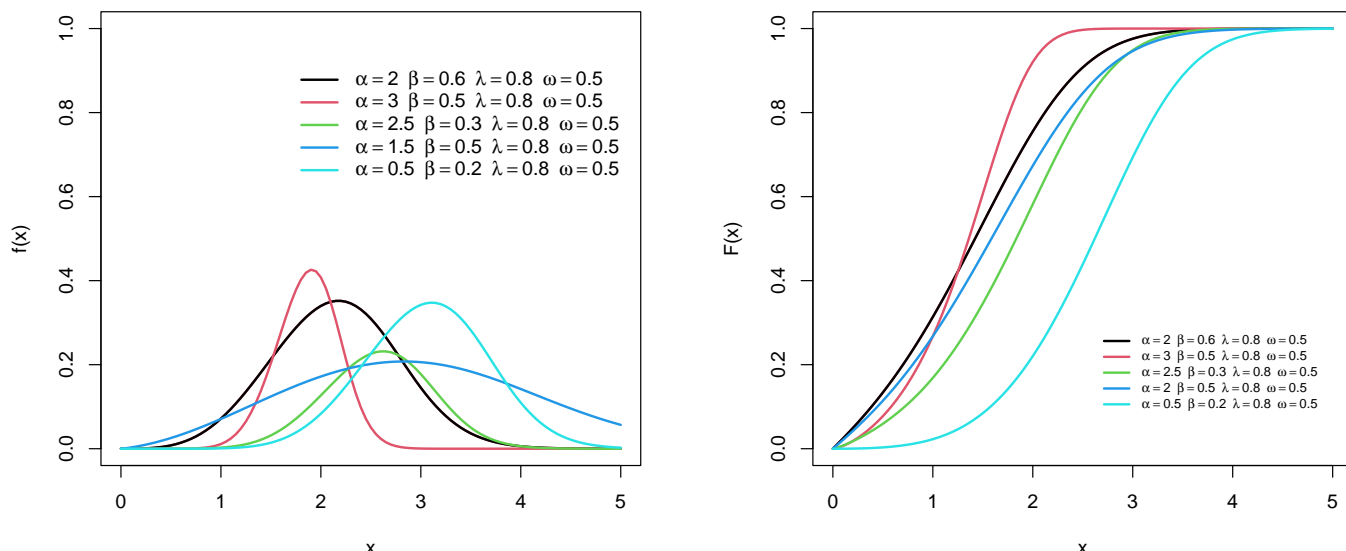 f(x)
1.0
0.8
0.6
0.4
0.2
0.0
α = 2 β = 0.6 λ = 0.8 ω = 0.5
α = 3 β = 0.5 λ = 0.8 ω = 0.5
α = 2.5 β = 0.3 λ = 0.8 ω = 0.5
α = 1.5 β = 0.5 λ = 0.8 ω = 0.5
α = 0.5 β = 0.2 λ = 0.8 ω = 0.5
0 1 2 3 4 5
x
F(x)
1.0
0.8
0.6
0.4
0.2
0.0
α = 2 β = 0.6 λ = 0.8 ω = 0.5
α = 3 β = 0.5 λ = 0.8 ω = 0.5
α = 2.5 β = 0.3 λ = 0.8 ω = 0.5
α = 2 β = 0.5 λ = 0.8 ω = 0.5
α = 0.5 β = 0.2 λ = 0.8 ω = 0.5
0 1 2 3 4 5
x